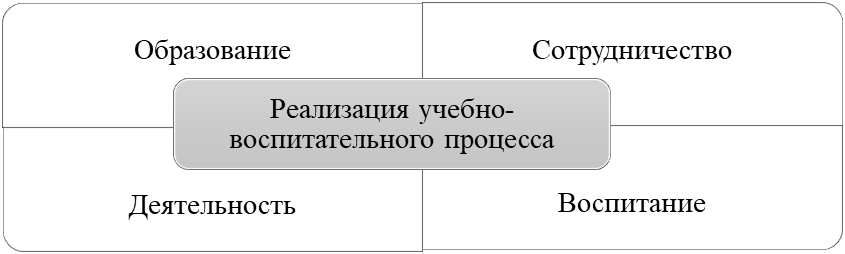 Образование
Сотрудничество
Реализация учебно-
воспитательного процесса
Деятельность
Воспитание